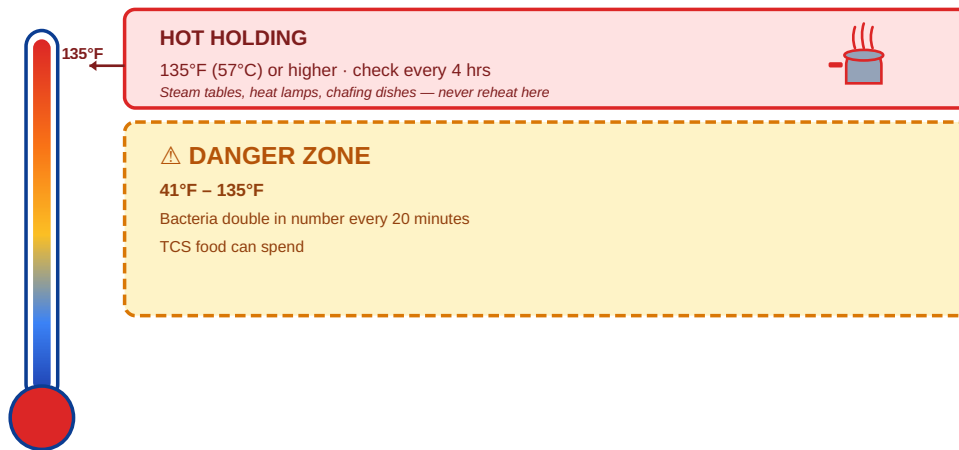 135°F
HOT HOLDING
135°F (57°C) or higher · check every 4 hrs
Steam tables, heat lamps, chafing dishes — never reheat here
⚠ DANGER ZONE
41°F – 135°F
Bacteria double in number every 20 minutes
TCS food can spend